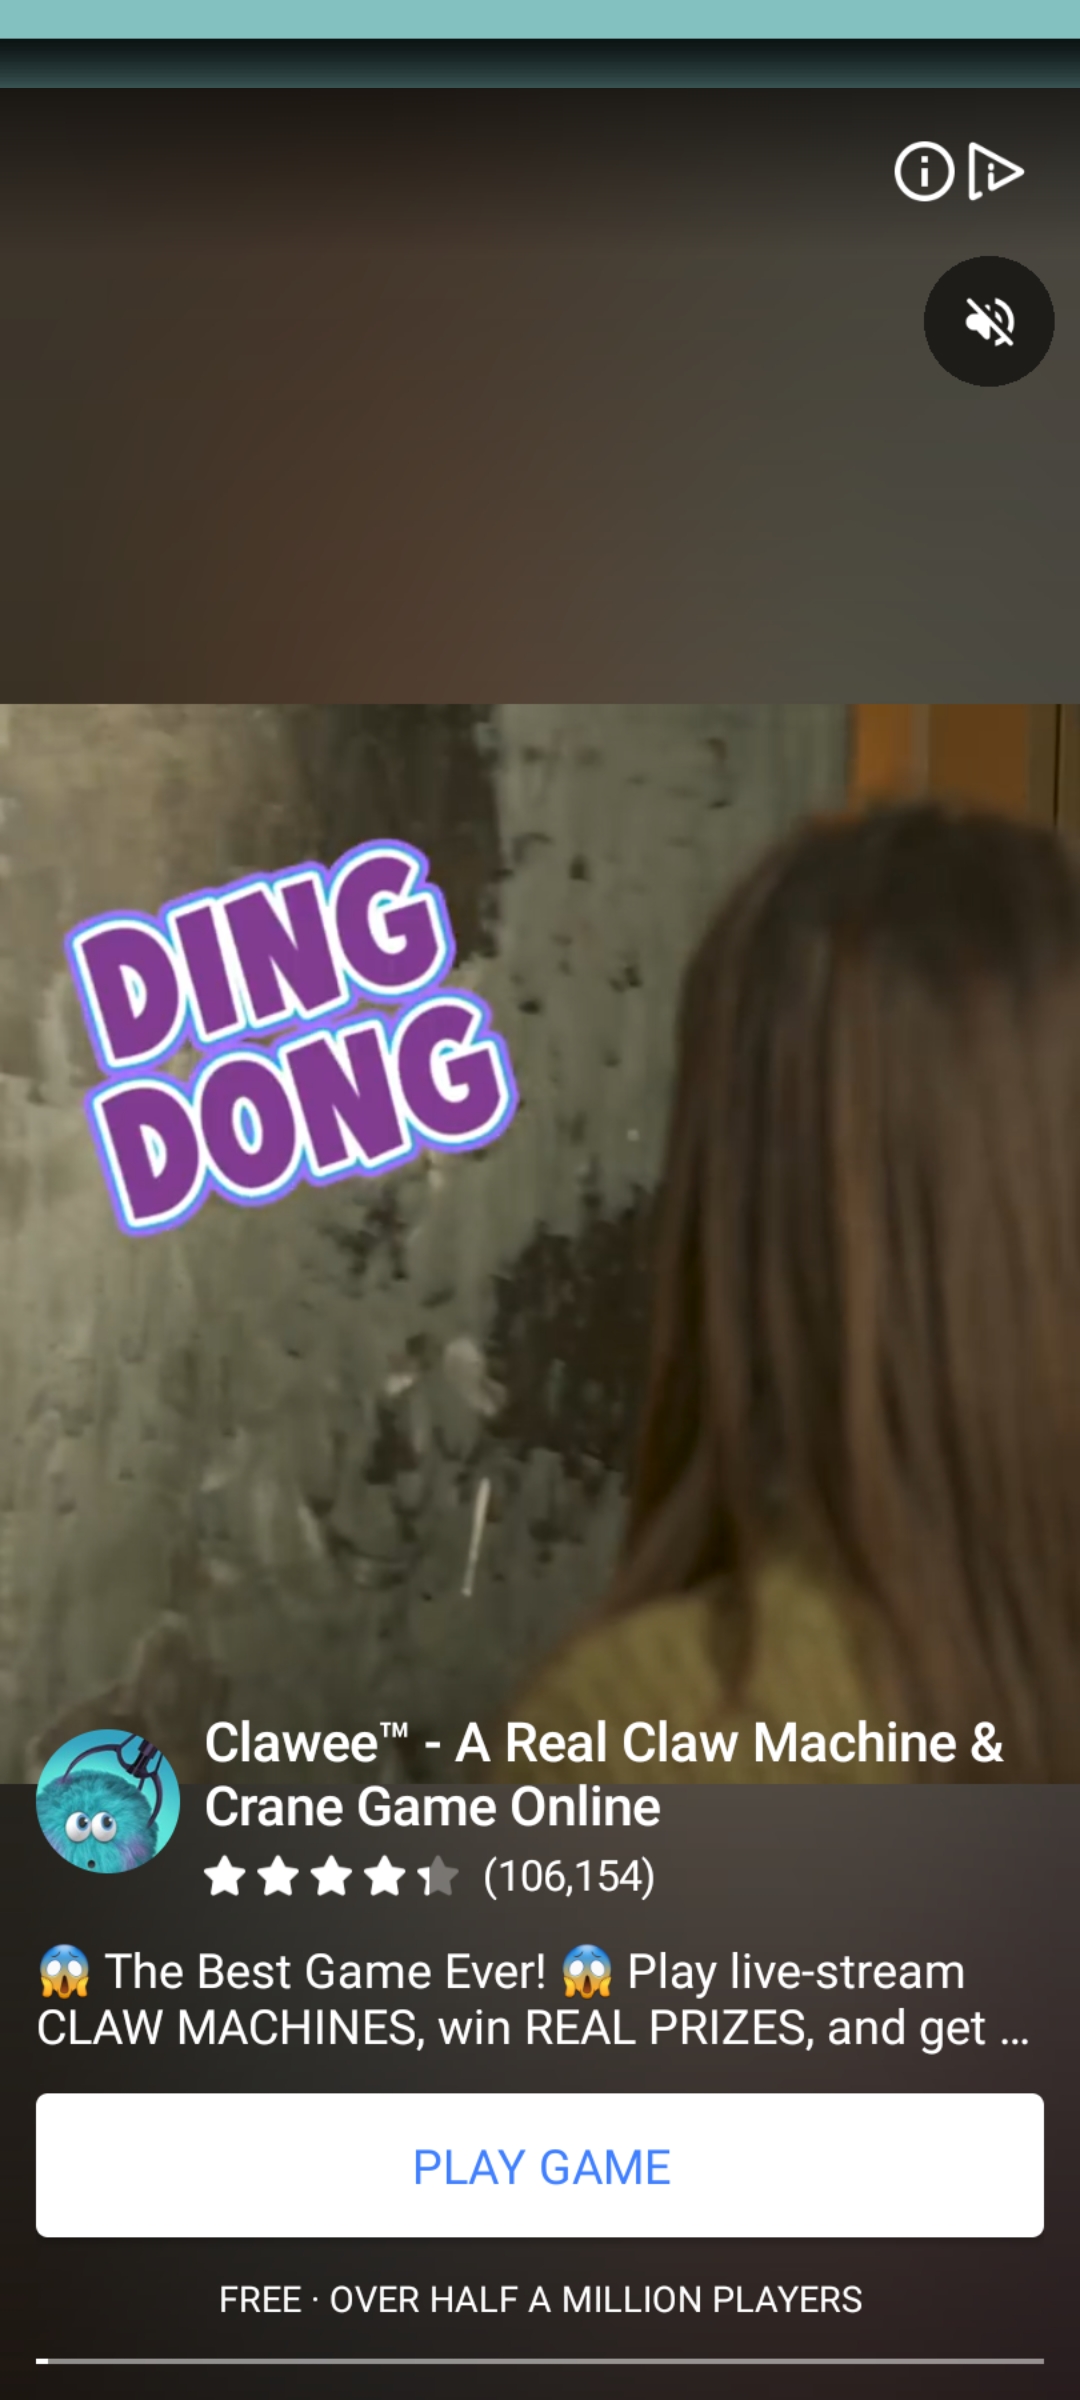 DING
DONG
Clawee™ - A Real Claw Machine &
Crane Game Online
(106,154)
😱 The Best Game Ever! 😱 Play live-stream
CLAW MACHINES, win REAL PRIZES, and get ...
PLAY GAME
FREE · OVER HALF A MILLION PLAYERS